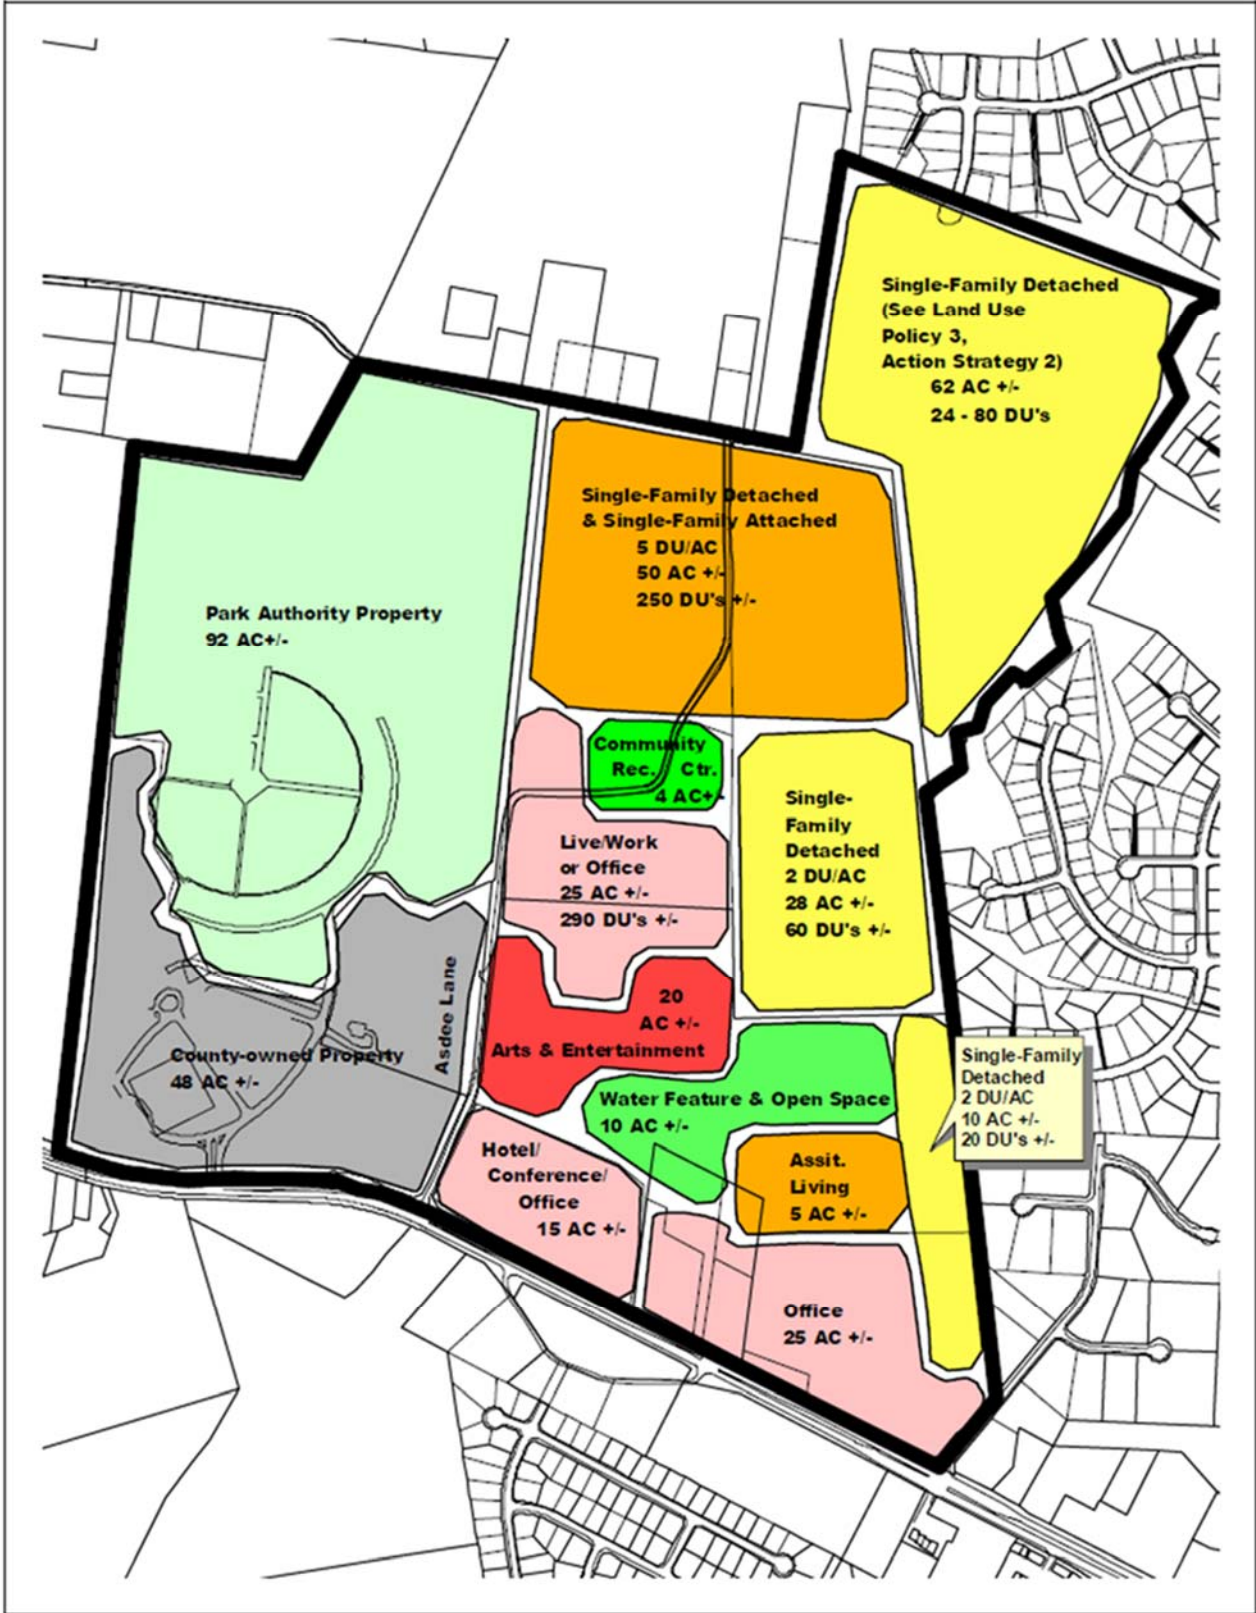 Single-Family Detached
(See Land Use
Policy 3,
Action Strategy 2)
62 AC +/-
24 - 80 DU's
Single-Family Detached
& Single-Family Attached
5 DU/AC
50 AC +/-
250 DU's +/-
Park Authority Property
92 AC+/-
Community
Rec. Ctr.
4 AC+/-
Single-
Family
Detached
2 DU/AC
28 AC +/-
60 DU's +/-
Live/Work
or Office
25 AC +/-
290 DU's +/-
Asdee Lane
20
AC +/-
Arts & Entertainment
County-owned Property
48 AC +/-
Single-Family
Detached
2 DU/AC
10 AC +/-
20 DU's +/-
Water Feature & Open Space
10 AC +/-
Hotel/
Conference/
Office
15 AC +/-
Assit.
Living
5 AC +/-
Office
25 AC +/-